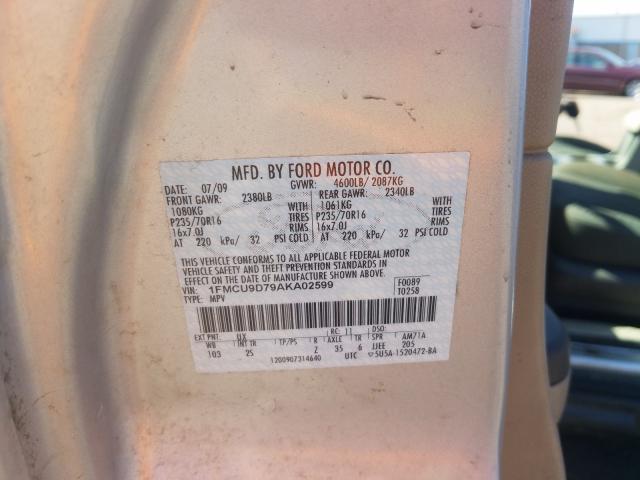 MFD. BY FORD MOTOR CO.
DATE: 07/09 GVWR: 4600LB/ 2087KG
FRONT GAWR: 2380LB REAR GAWR: 2340LB
1080KG WITH 1061KG WITH
P235/70R16 TIRES P235/70R16 TIRES
16x7.0J RIMS 16x7.0J RIMS
AT 220 kPa/ 32 PSI COLD AT 220 kPa/ 32 PSI COLD
THIS VEHICLE CONFORMS TO ALL APPLICABLE FEDERAL MOTOR
VEHICLE SAFETY AND THEFT PREVENTION STANDARDS IN
EFFECT ON THE DATE OF MANUFACTURE SHOWN ABOVE.
VIN: 1FMCU9D79AKA02599 F0089
TYPE: MPV T0258
EXT PNT: UX RC: 11 DSO:
WB INT TR TP/PS R AXLE TR SPR AM71A
103 2S Z 35 6 JJEE 205
1200907314640 UTC 5U5A-1520472-BA